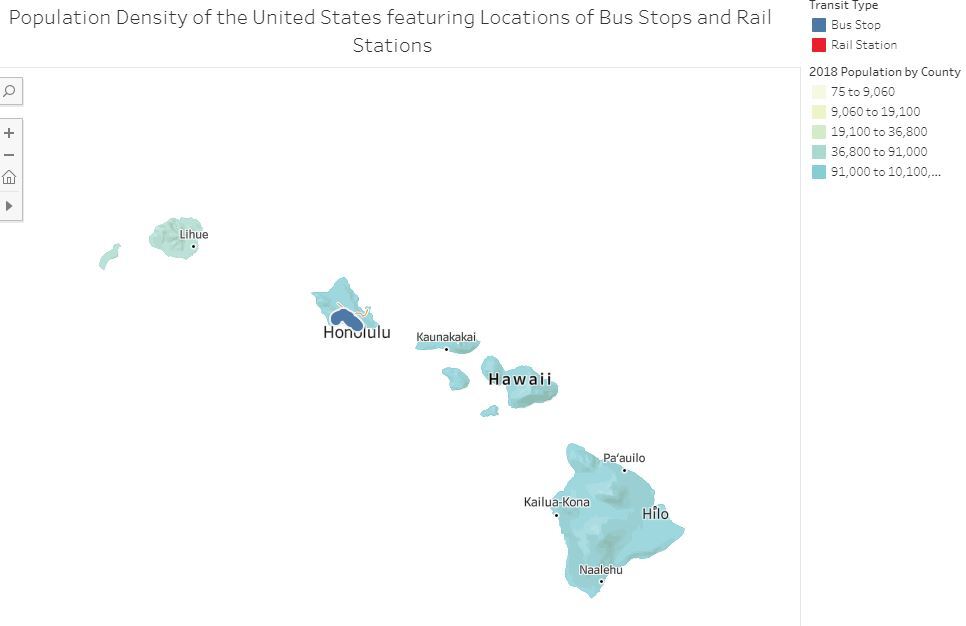 Population Density of the United States featuring Locations of Bus Stops and Rail
Stations
Transit Type
Bus Stop
Rail Station
2018 Population by County
75 to 9,060
9,060 to 19,100
19,100 to 36,800
36,800 to 91,000
91,000 to 10,100,...
Lihue
Honolulu
Kaunakakai
Hawaii
Pa'auilo
Kailua-Kona
Hilo
Naalehu